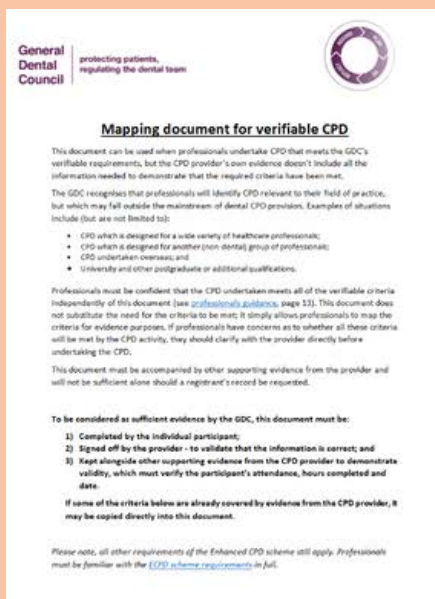 General
Dental
Council
protecting patients,
regulating the dental team
Mapping document for verifiable CPD
This document can be used when professionals undertake CPD that meets the GDC's
verifiable requirements, but the CPD provider's own evidence doesn't include all the
information needed to demonstrate that the required criteria have been met.
The GDC recognises that professionals will identify CPD relevant to their field of practice,
but which may fall outside the mainstream of dental CPD provision. Examples of situations
include (but are not limited to):
• CPD which is designed for a wide variety of healthcare professionals;
• CPD which is designed for another (non dental) group of professionals;
• CPD undertaken overseas; and
• University and other postgraduate or additional qualifications.
Professionals must be confident that the CPD undertaken meets all of the verifiable criteria
independently of this document (see professionals guidance, page 13). This document does
not substitute the need for the criteria to be met; it simply allows professionals to map the
criteria for evidence purposes. If professionals have concerns as to whether all these criteria
will be met by the CPD activity, they should clarify with the provider directly before
undertaking the CPD.
This document must be accompanied by other supporting evidence from the provider and
will not be sufficient alone should a registrant's record be requested.
To be considered as sufficient evidence by the GDC, this document must be:
1) Completed by the individual participant;
2) Signed off by the provider - to validate that the information is correct; and
3) Kept alongside other supporting evidence from the CPD provider to demonstrate
validity, which must verify the participant's attendance, hours completed and
date.
If some of the criteria below are already covered by evidence from the CPD provider, it
may be copied directly into this document.
Please note, all other requirements of the Enhanced CPD scheme still apply. Professionals
must be familiar with the ECPD scheme requirements in full.